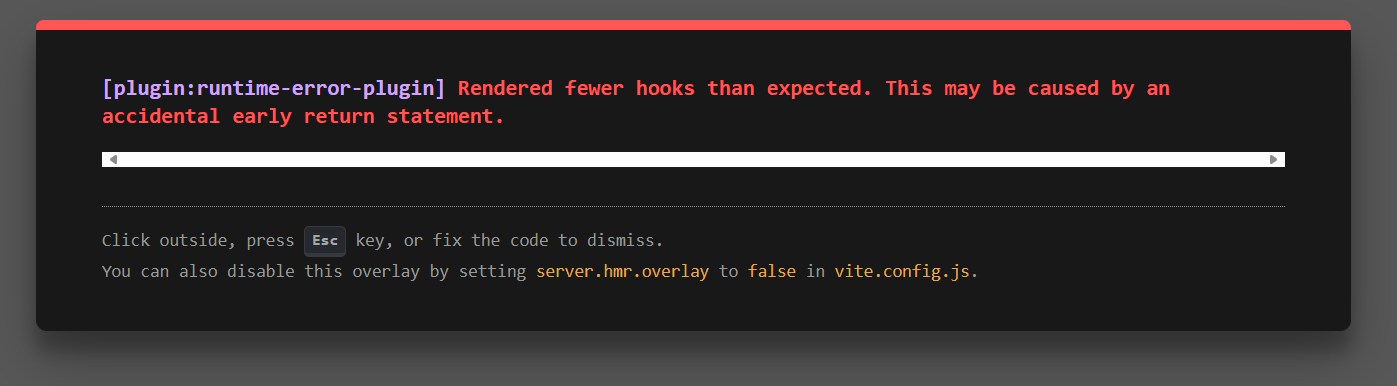 [plugin:runtime-error-plugin] Rendered fewer hooks than expected. This may be caused by an
accidental early return statement.
Click outside, press Esc key, or fix the code to dismiss.
You can also disable this overlay by setting server.hmr.overlay to false in vite.config.js.